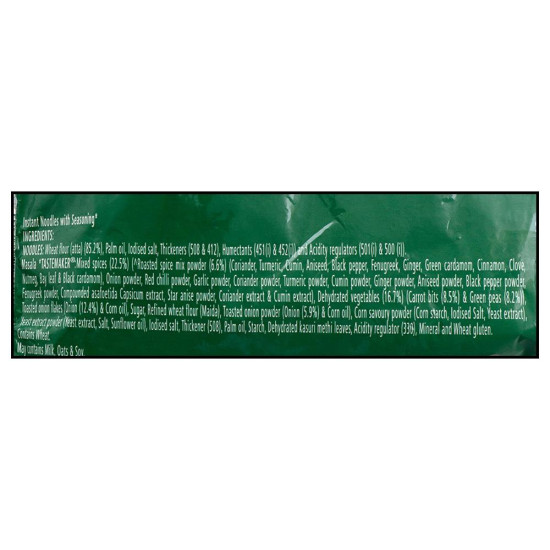 Instant Noodles with Seasoning^
INGREDIENTS:
NOODLES: Wheat flour (atta) (85.2%), Palm oil, Iodised salt, Thickeners (508 & 412), Humectants (451(i) & 452(i)) and Acidity regulators (501(i) & 500 (i)).
Masala "TASTEMAKER": Mixed spices (22.5%) (^Roasted spice mix powder (6.6%) (Coriander, Turmeric, Cumin, Aniseed, Black pepper, Fenugreek, Ginger, Green cardamom, Cinnamon, Clove,
Nutmeg, Bay leaf & Black cardamom), Onion powder, Red chilli powder, Garlic powder, Coriander powder, Turmeric powder, Cumin powder, Ginger powder, Aniseed powder, Black pepper powder,
Fenugreek powder, Compounded asafoetida Capsicum extract, Star anise powder, Coriander extract & Cumin extract), Dehydrated vegetables (16.7%) (Carrot bits (8.5%) & Green peas (8.2%)),
Toasted onion flakes (Onion (12.4%) & Corn oil), Sugar, Refined wheat flour (Maida), Toasted onion powder (Onion (5.9%) & Corn oil), Corn savoury powder (Corn starch, Iodised Salt, Yeast extract),
Yeast extract powder (Yeast extract, Salt, Sunflower oil), Iodised salt, Thickener (508), Palm oil, Starch, Dehydrated kasuri methi leaves, Acidity regulator (330), Mineral and Wheat gluten.
Contains Wheat.
May contains Milk, Oats & Soy.